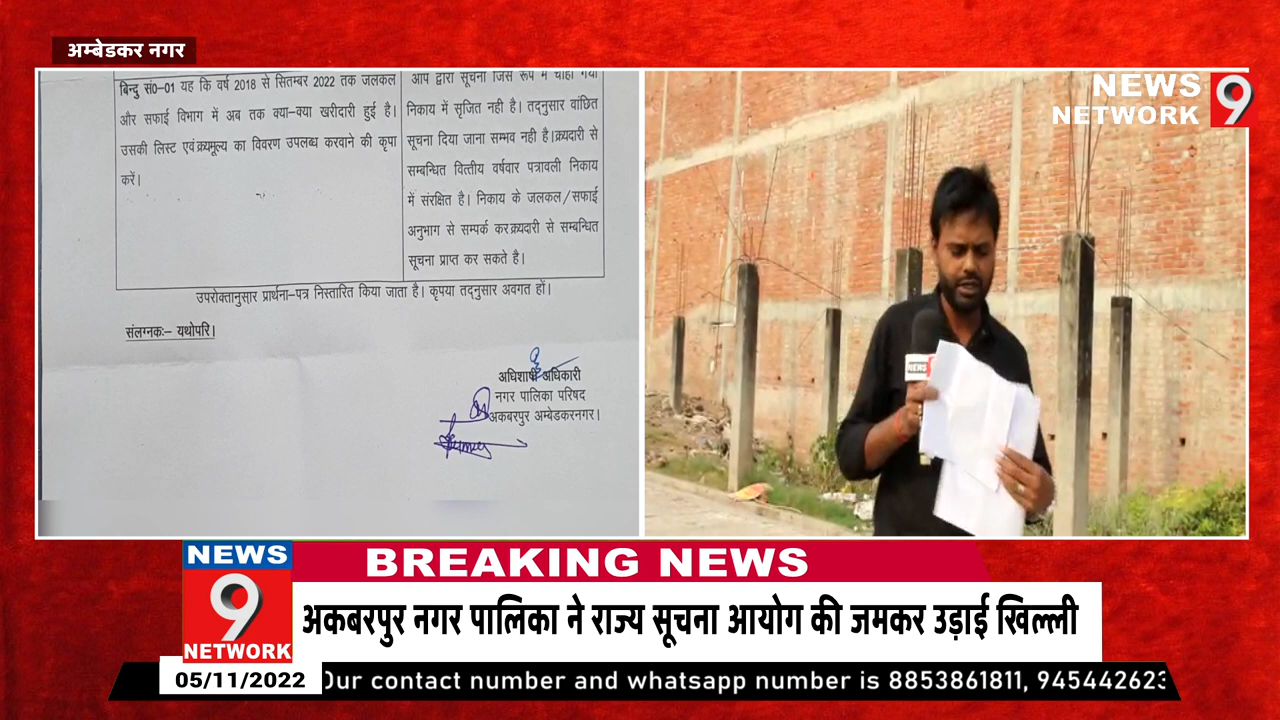 अम्बेडकर नगर
NEWS
NETWORK 9
बिन्दु सं0-01 यह कि वर्ष 2018 से सितम्बर 2022 तक जलकल
और सफाई विभाग में अब तक क्या-क्या खरीदारी हुई है।
उसकी लिस्ट एवं क्रयमूल्य का विवरण उपलब्ध करवाने की कृपा
करें।
आप द्वारा सूचना जिस रूप में चाही गयी
निकाय में सृजित नही है। तद्नुसार वांछित
सूचना दिया जाना सम्भव नही है।क्रयदारी से
सम्बन्धित वित्तीय वर्षवार पत्रावली निकाय
में संरक्षित है। निकाय के जलकल/सफाई
अनुभाग से सम्पर्क कर क्रयदारी से सम्बन्धित
सूचना प्राप्त कर सकते है।
उपरोक्तानुसार प्रार्थना-पत्र निस्तारित किया जाता है। कृपया तद्नुसार अवगत हों।
संलग्नकः- यथोपरि।
अधिशाषी अधिकारी
नगर पालिका परिषद
अकबरपुर अम्बेडकरनगर।
NEWS
BREAKING NEWS
NEWS
9
NETWORK
अकबरपुर नगर पालिका ने राज्य सूचना आयोग की जमकर उड़ाई खिल्ली
05/11/2022
Our contact number and whatsapp number is 8853861811, 945442623